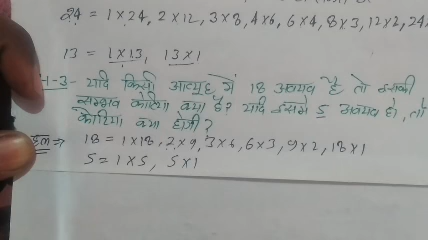 24 = 1×24, 2×12, 3×8, 4×6, 6×4, 8×3, 12×2, 24
13 = 1×13, 13×1
-1-3- यदि किसी आव्यूह में 18 अवयव है तो इसकी
सम्भव कोटियां क्या है? यदि इसमें 5 अवयव हो, तो
कोटियां क्या होगी?
हल ⇒ 18 = 1×18, 2×9, 3×6, 6×3, 9×2, 18×1
5 = 1×5, 5×1